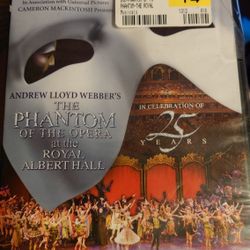 In Association with Universal
CAMERON MACKINTOSH Presents
PHANTOM-THE ROYAL
ANDREW LLOYD WEBBER'S
THE
PHANTOM
OF THE OPERA
at the
ROYAL
ALBERT HALL
IN CELEBRATION OF
25
YEARS